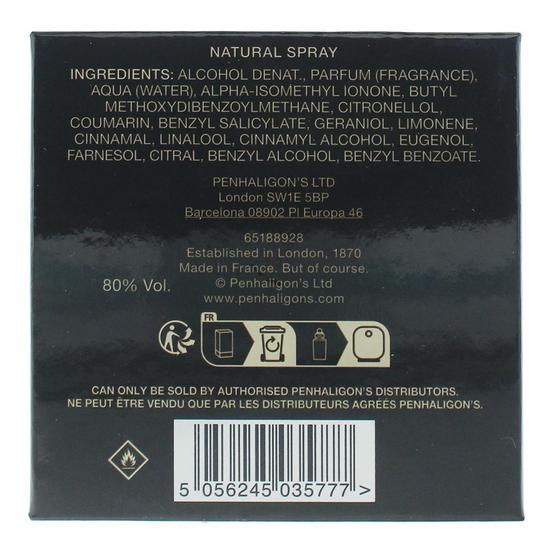 NATURAL SPRAY
INGREDIENTS: ALCOHOL DENAT., PARFUM (FRAGRANCE),
AQUA (WATER), ALPHA-ISOMETHYL IONONE, BUTYL
METHOXYDIBENZOYLMETHANE, CITRONELLOL,
COUMARIN, BENZYL SALICYLATE, GERANIOL, LIMONENE,
CINNAMAL, LINALOOL, CINNAMYL ALCOHOL, EUGENOL,
FARNESOL, CITRAL, BENZYL ALCOHOL, BENZYL BENZOATE.
PENHALIGON'S LTD
London SW1E 5BP
Barcelona 08902 Pl Europa 46
65188928
Established in London, 1870
Made in France. But of course.
80% Vol.
© Penhaligon's Ltd
www.penhaligons.com
FR
CAN ONLY BE SOLD BY AUTHORISED PENHALIGON'S DISTRIBUTORS.
NE PEUT ÊTRE VENDU QUE PAR LES DISTRIBUTEURS AGRÉÉS PENHALIGON'S.
5 056245 035777 >